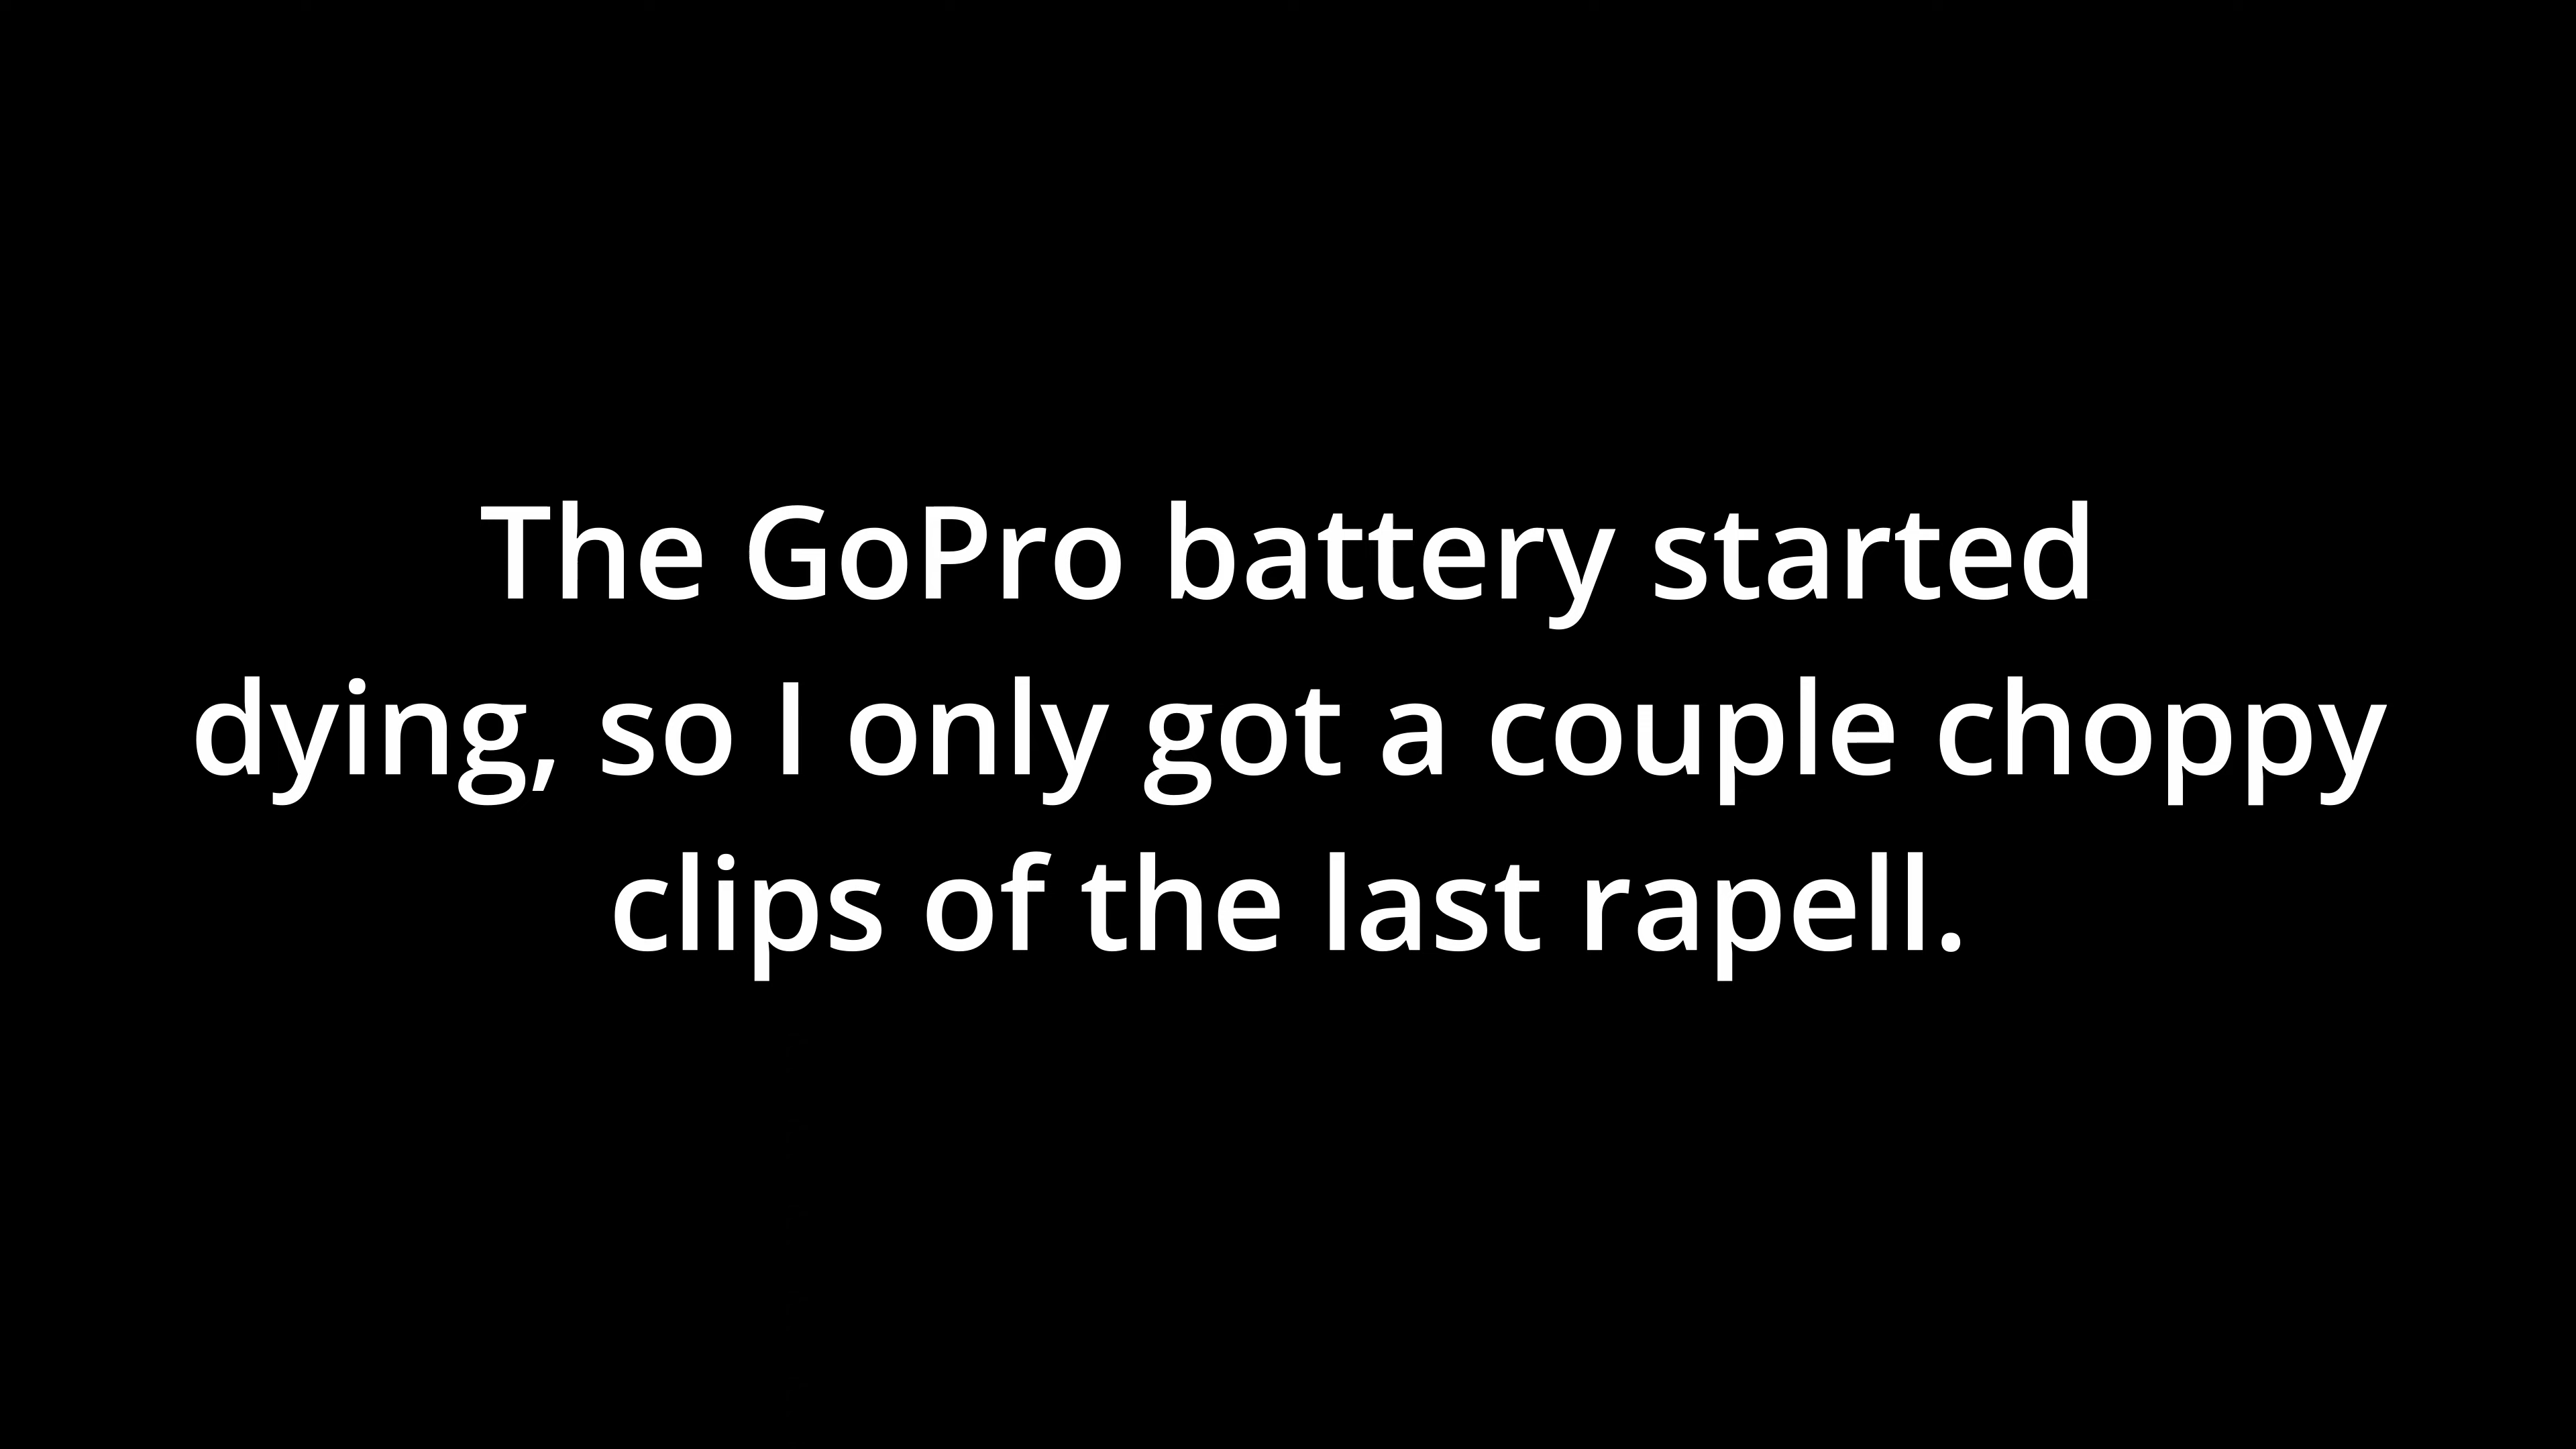 The GoPro battery started
dying, so I only got a couple choppy
clips of the last rapell.